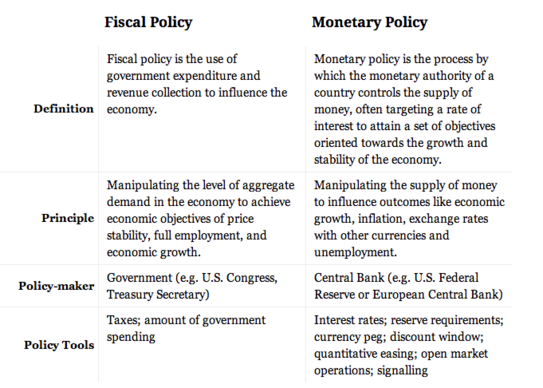 Fiscal Policy
Monetary Policy
Definition
Fiscal policy is the use of
government expenditure and
revenue collection to influence the
economy.
Monetary policy is the process by
which the monetary authority of a
country controls the supply of
money, often targeting a rate of
interest to attain a set of objectives
oriented towards the growth and
stability of the economy.
Principle
Manipulating the level of aggregate
demand in the economy to achieve
economic objectives of price
stability, full employment, and
economic growth.
Manipulating the supply of money
to influence outcomes like economic
growth, inflation, exchange rates
with other currencies and
unemployment.
Policy-maker
Government (e.g. U.S. Congress,
Treasury Secretary)
Central Bank (e.g. U.S. Federal
Reserve or European Central Bank)
Policy Tools
Taxes; amount of government
spending
Interest rates; reserve requirements;
currency peg; discount window;
quantitative easing; open market
operations; signalling